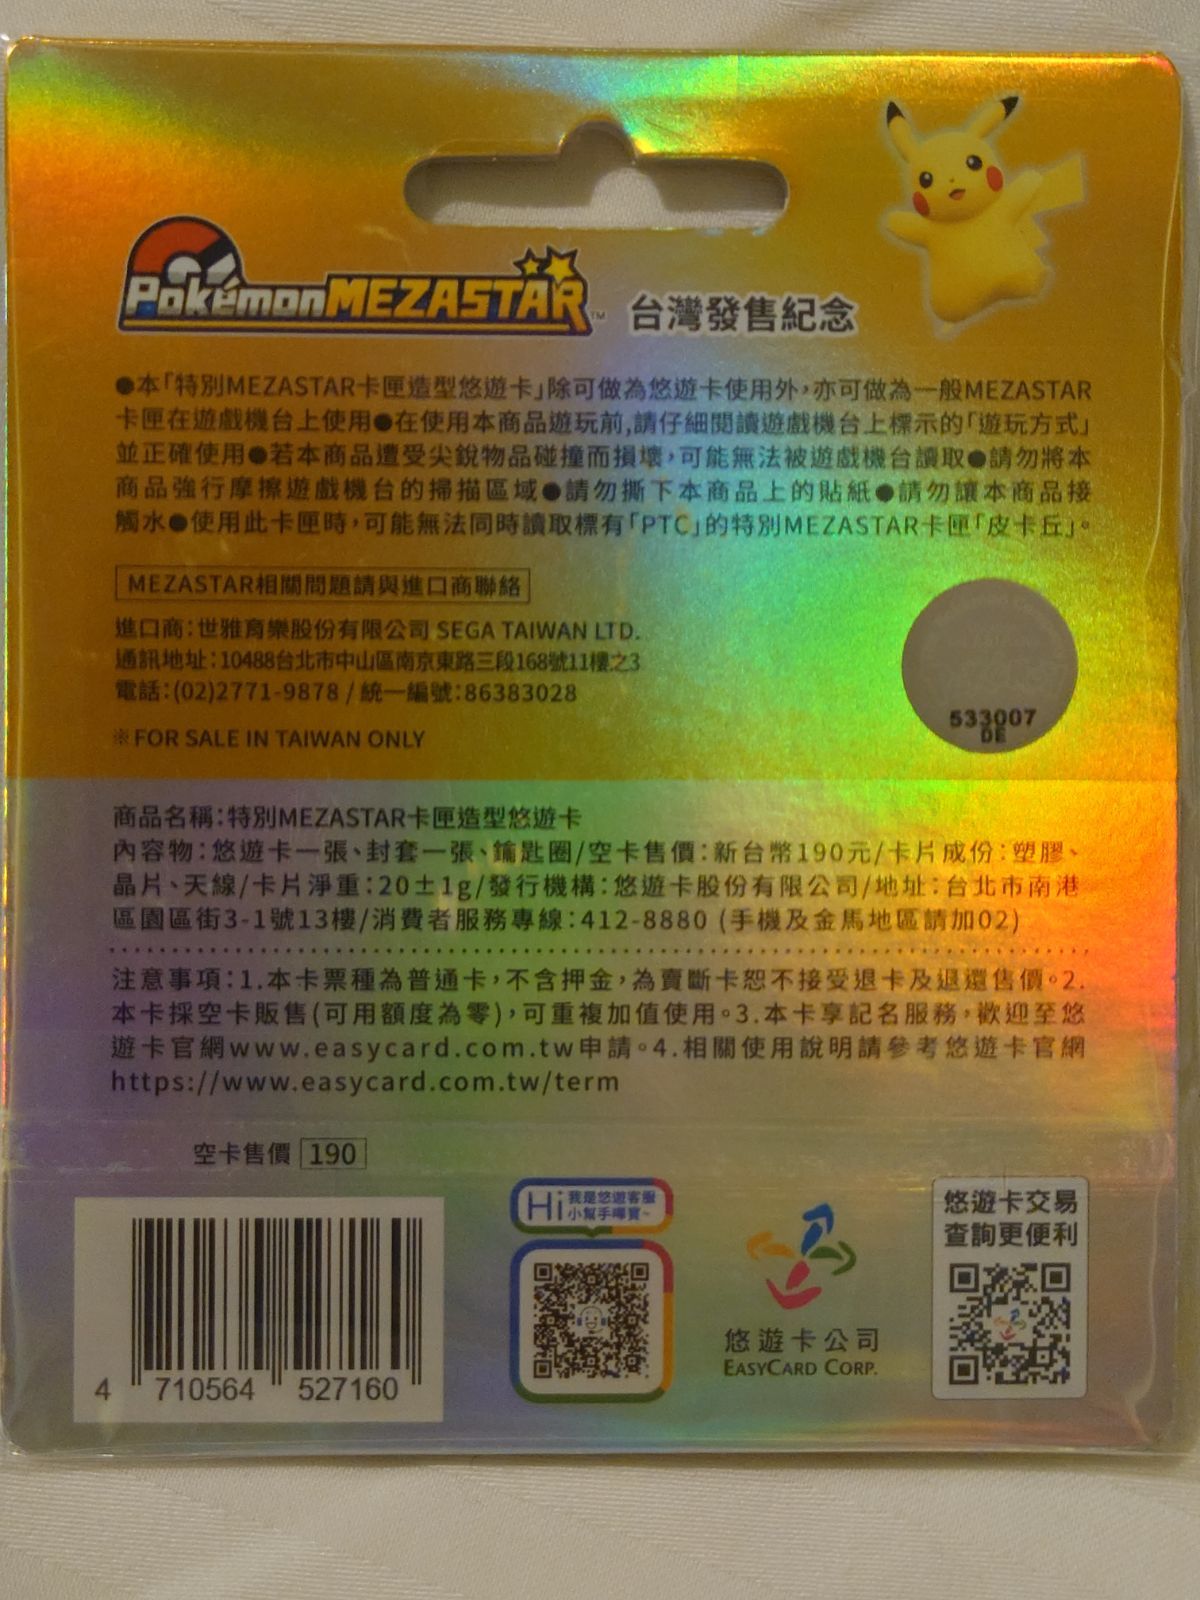 PokémonMEZASTAR™ 台灣發售紀念
●本「特別MEZASTAR卡匣造型悠遊卡」除可做為悠遊卡使用外,亦可做為一般MEZASTAR
卡匣在遊戲機台上使用●在使用本商品遊玩前,請仔細閱讀遊戲機台上標示的「遊玩方式」
並正確使用●若本商品遭受尖銳物品碰撞而損壞,可能無法被遊戲機台讀取●請勿將本
商品強行摩擦遊戲機台的掃描區域●請勿撕下本商品上的貼紙●請勿讓本商品接
觸水●使用此卡匣時,可能無法同時讀取標有「PTC」的特別MEZASTAR卡匣「皮卡丘」。
MEZASTAR相關問題請與進口商聯絡
進口商:世雅育樂股份有限公司 SEGA TAIWAN LTD.
通訊地址:10488台北市中山區南京東路三段168號11樓之3
電話:(02)2771-9878 / 統一編號:86383028
533007
DE
※FOR SALE IN TAIWAN ONLY
商品名稱:特別MEZASTAR卡匣造型悠遊卡
內容物:悠遊卡一張、封套一張、鑰匙圈/空卡售價:新台幣190元/卡片成份:塑膠、
晶片、天線/卡片淨重:20±1g/發行機構:悠遊卡股份有限公司/地址:台北市南港
區園區街3-1號13樓/消費者服務專線:412-8880 (手機及金馬地區請加02)
注意事項:1.本卡票種為普通卡,不含押金,為賣斷卡恕不接受退卡及退還售價。2.
本卡採空卡販售(可用額度為零),可重複加值使用。3.本卡享記名服務,歡迎至悠
遊卡官網www.easycard.com.tw申請。4.相關使用說明請參考悠遊卡官網
https://www.easycard.com.tw/term
空卡售價 190
4 710564 527160
Hi 我是悠遊客服
小幫手嗶寶~
悠遊卡公司
EASYCARD CORP.
悠遊卡交易
查詢更便利